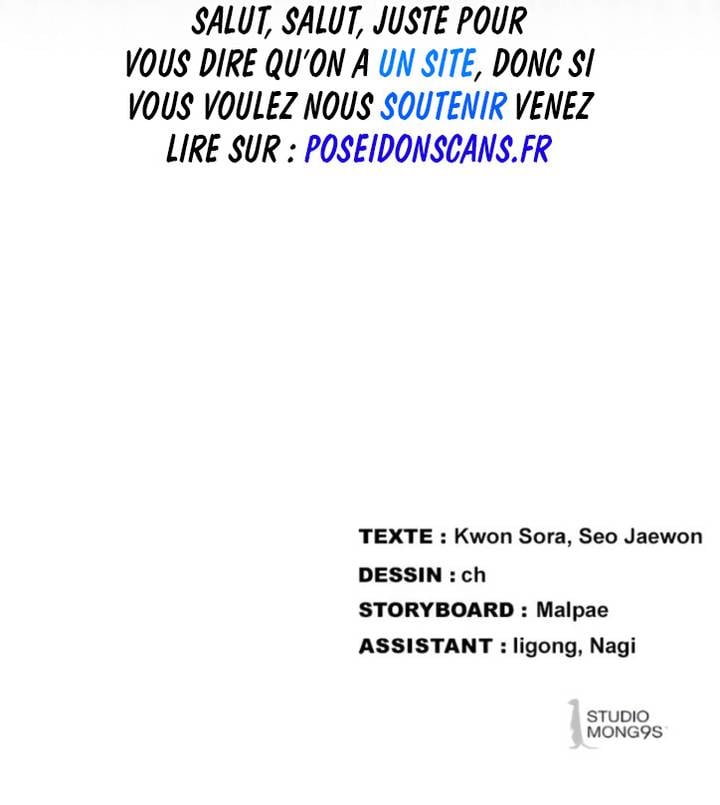 SALUT, SALUT, JUSTE POUR
VOUS DIRE QU'ON A UN SITE, DONC SI
VOUS VOULEZ NOUS SOUTENIR VENEZ
LIRE SUR : POSEIDONSCANS.FR
TEXTE : Kwon Sora, Seo Jaewon
DESSIN : ch
STORYBOARD : Malpae
ASSISTANT : ligong, Nagi
STUDIO
MONG9S